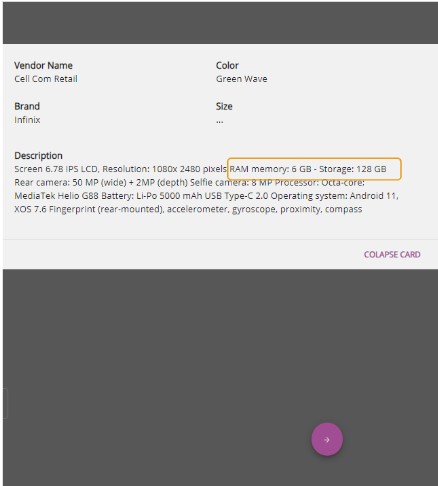 Vendor Name Color
Cell Com Retail Green Wave
Brand Size
Infinix ...
Description
Screen 6.78 IPS LCD, Resolution: 1080x 2480 pixels RAM memory: 6 GB - Storage: 128 GB
Rear camera: 50 MP (wide) + 2MP (depth) Selfie camera: 8 MP Processor: Octa-core:
MediaTek Helio G88 Battery: Li-Po 5000 mAh USB Type-C 2.0 Operating system: Android 11,
XOS 7.6 Fingerprint (rear-mounted), accelerometer, gyroscope, proximity, compass
COLAPSE CARD